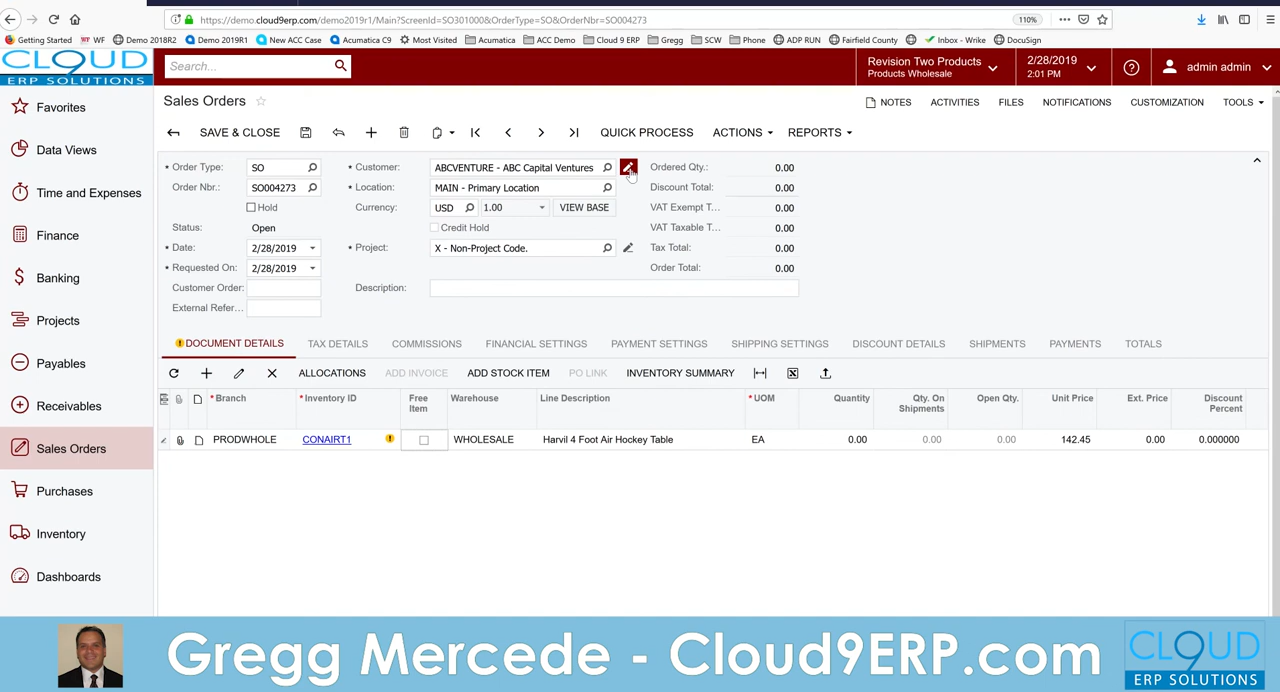 https://demo.cloud9erp.com/demo2019r1/Main?ScreenId=SO301000&OrderType=SO&OrderNbr=SO004273
110%
Getting Started WF Demo 2018R2 Demo 2019R1 New ACC Case Acumatica C9 Most Visited Acumatica ACC Demo Cloud 9 ERP Gregg SCW Phone ADP RUN Fairfield County Inbox - Wrike DocuSign
CLOUD
ERP SOLUTIONS
Search...
Revision Two Products
Products Wholesale
2/28/2019
2:01 PM
admin admin
Favorites
Data Views
Time and Expenses
Finance
Banking
Projects
Payables
Receivables
Sales Orders
Purchases
Inventory
Dashboards
Sales Orders
NOTES ACTIVITIES FILES NOTIFICATIONS CUSTOMIZATION TOOLS
SAVE & CLOSE QUICK PROCESS ACTIONS REPORTS
* Order Type: SO * Customer: ABCVENTURE - ABC Capital Ventures Ordered Qty.: 0.00
Order Nbr.: SO004273 * Location: MAIN - Primary Location Discount Total: 0.00
Hold Currency: USD 1.00 VIEW BASE VAT Exempt T... 0.00
Status: Open Credit Hold VAT Taxable T... 0.00
* Date: 2/28/2019 * Project: X - Non-Project Code. Tax Total: 0.00
* Requested On: 2/28/2019 Order Total: 0.00
Customer Order: Description:
External Refer...
DOCUMENT DETAILS TAX DETAILS COMMISSIONS FINANCIAL SETTINGS PAYMENT SETTINGS SHIPPING SETTINGS DISCOUNT DETAILS SHIPMENTS PAYMENTS TOTALS
ALLOCATIONS ADD INVOICE ADD STOCK ITEM PO LINK INVENTORY SUMMARY
* Branch * Inventory ID Free Item Warehouse Line Description * UOM Quantity Qty. On Shipments Open Qty. Unit Price Ext. Price Discount Percent
PRODWHOLE CONAIRT1 WHOLESALE Harvil 4 Foot Air Hockey Table EA 0.00 0.00 0.00 142.45 0.00 0.000000
Gregg Mercede - Cloud9ERP.com
CLOUD
ERP SOLUTIONS